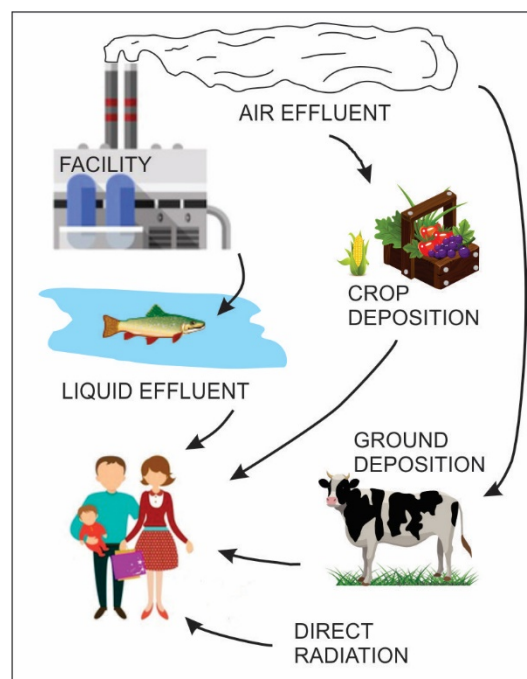 AIR EFFLUENT
FACILITY
CROP
DEPOSITION
LIQUID EFFLUENT
GROUND
DEPOSITION
DIRECT
RADIATION